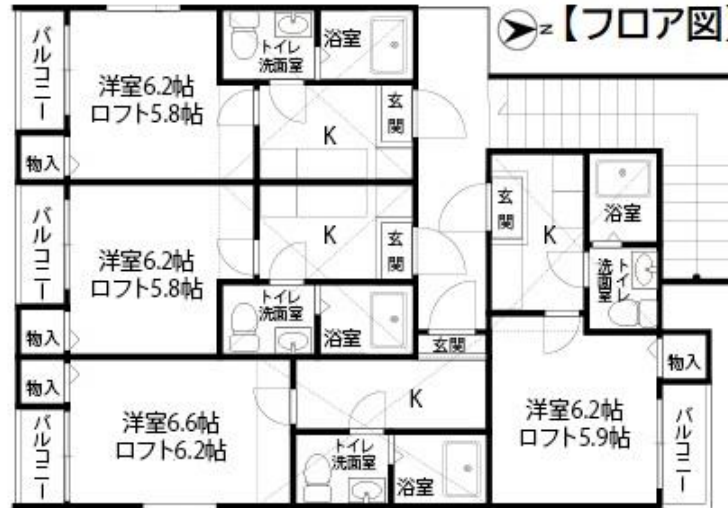 N
【フロア図】
バルコニー
洋室6.2帖
ロフト5.8帖
物入
トイレ
洗面室
浴室
K
玄関
バルコニー
洋室6.2帖
ロフト5.8帖
物入
K
玄関
トイレ
洗面室
浴室
玄関
K
浴室
トイレ
洗面室
物入
バルコニー
洋室6.6帖
ロフト6.2帖
玄関
K
トイレ
洗面室
浴室
洋室6.2帖
ロフト5.9帖
物入
バルコニー